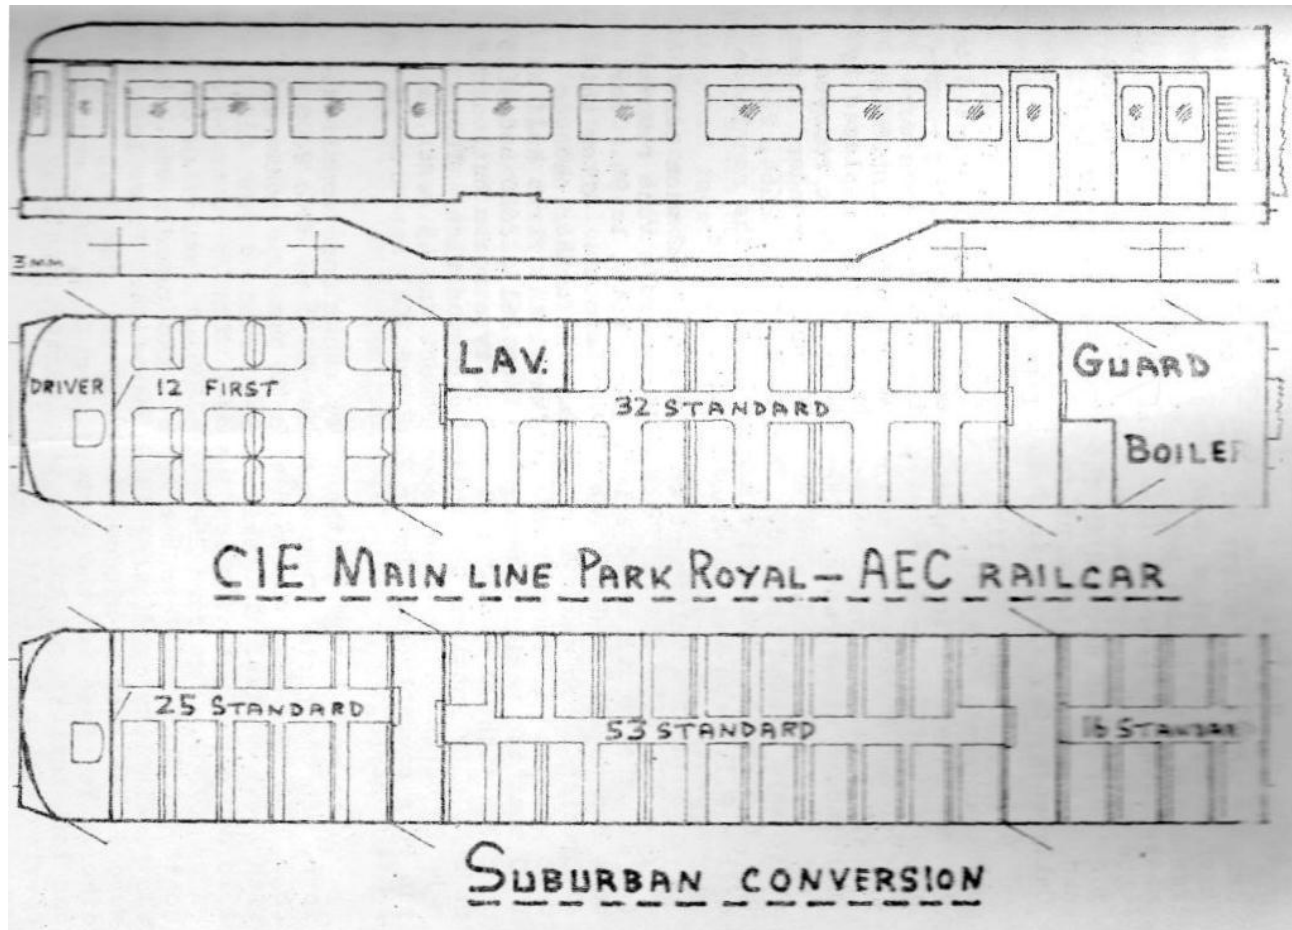 3mm
DRIVER
12 FIRST
LAV.
32 STANDARD
GUARD
BOILER
CIE MAIN LINE PARK ROYAL – AEC RAILCAR
25 STANDARD
53 STANDARD
16 STANDARD
SUBURBAN CONVERSION